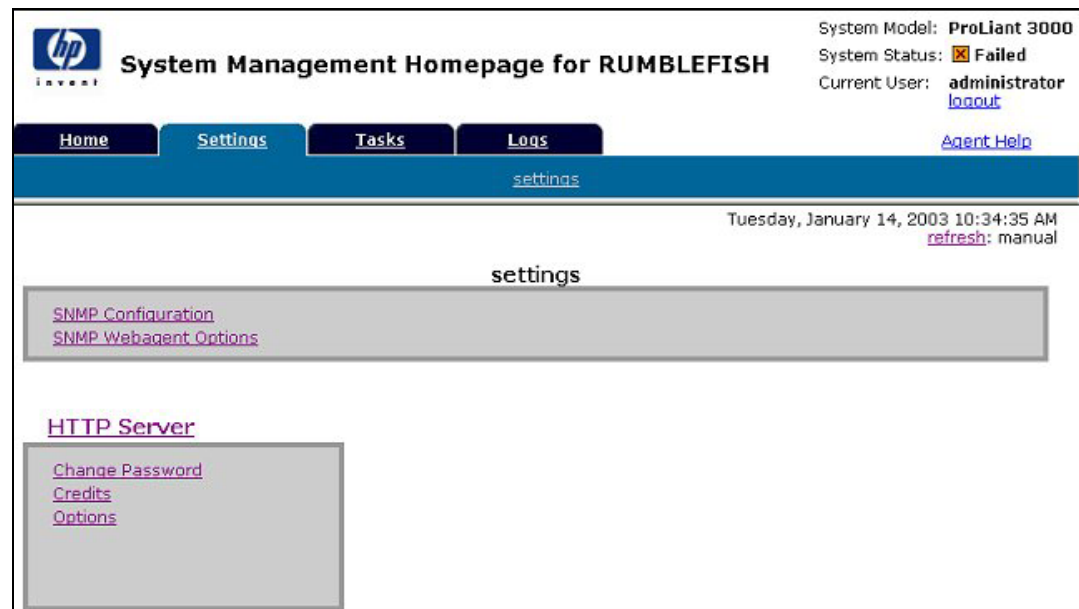 hp
invent
System Management Homepage for RUMBLEFISH
System Model: ProLiant 3000
System Status: Failed
Current User: administrator
logout
Home Settings Tasks Logs
Agent Help
settings
Tuesday, January 14, 2003 10:34:35 AM
refresh: manual
settings
SNMP Configuration
SNMP Webagent Options
HTTP Server
Change Password
Credits
Options